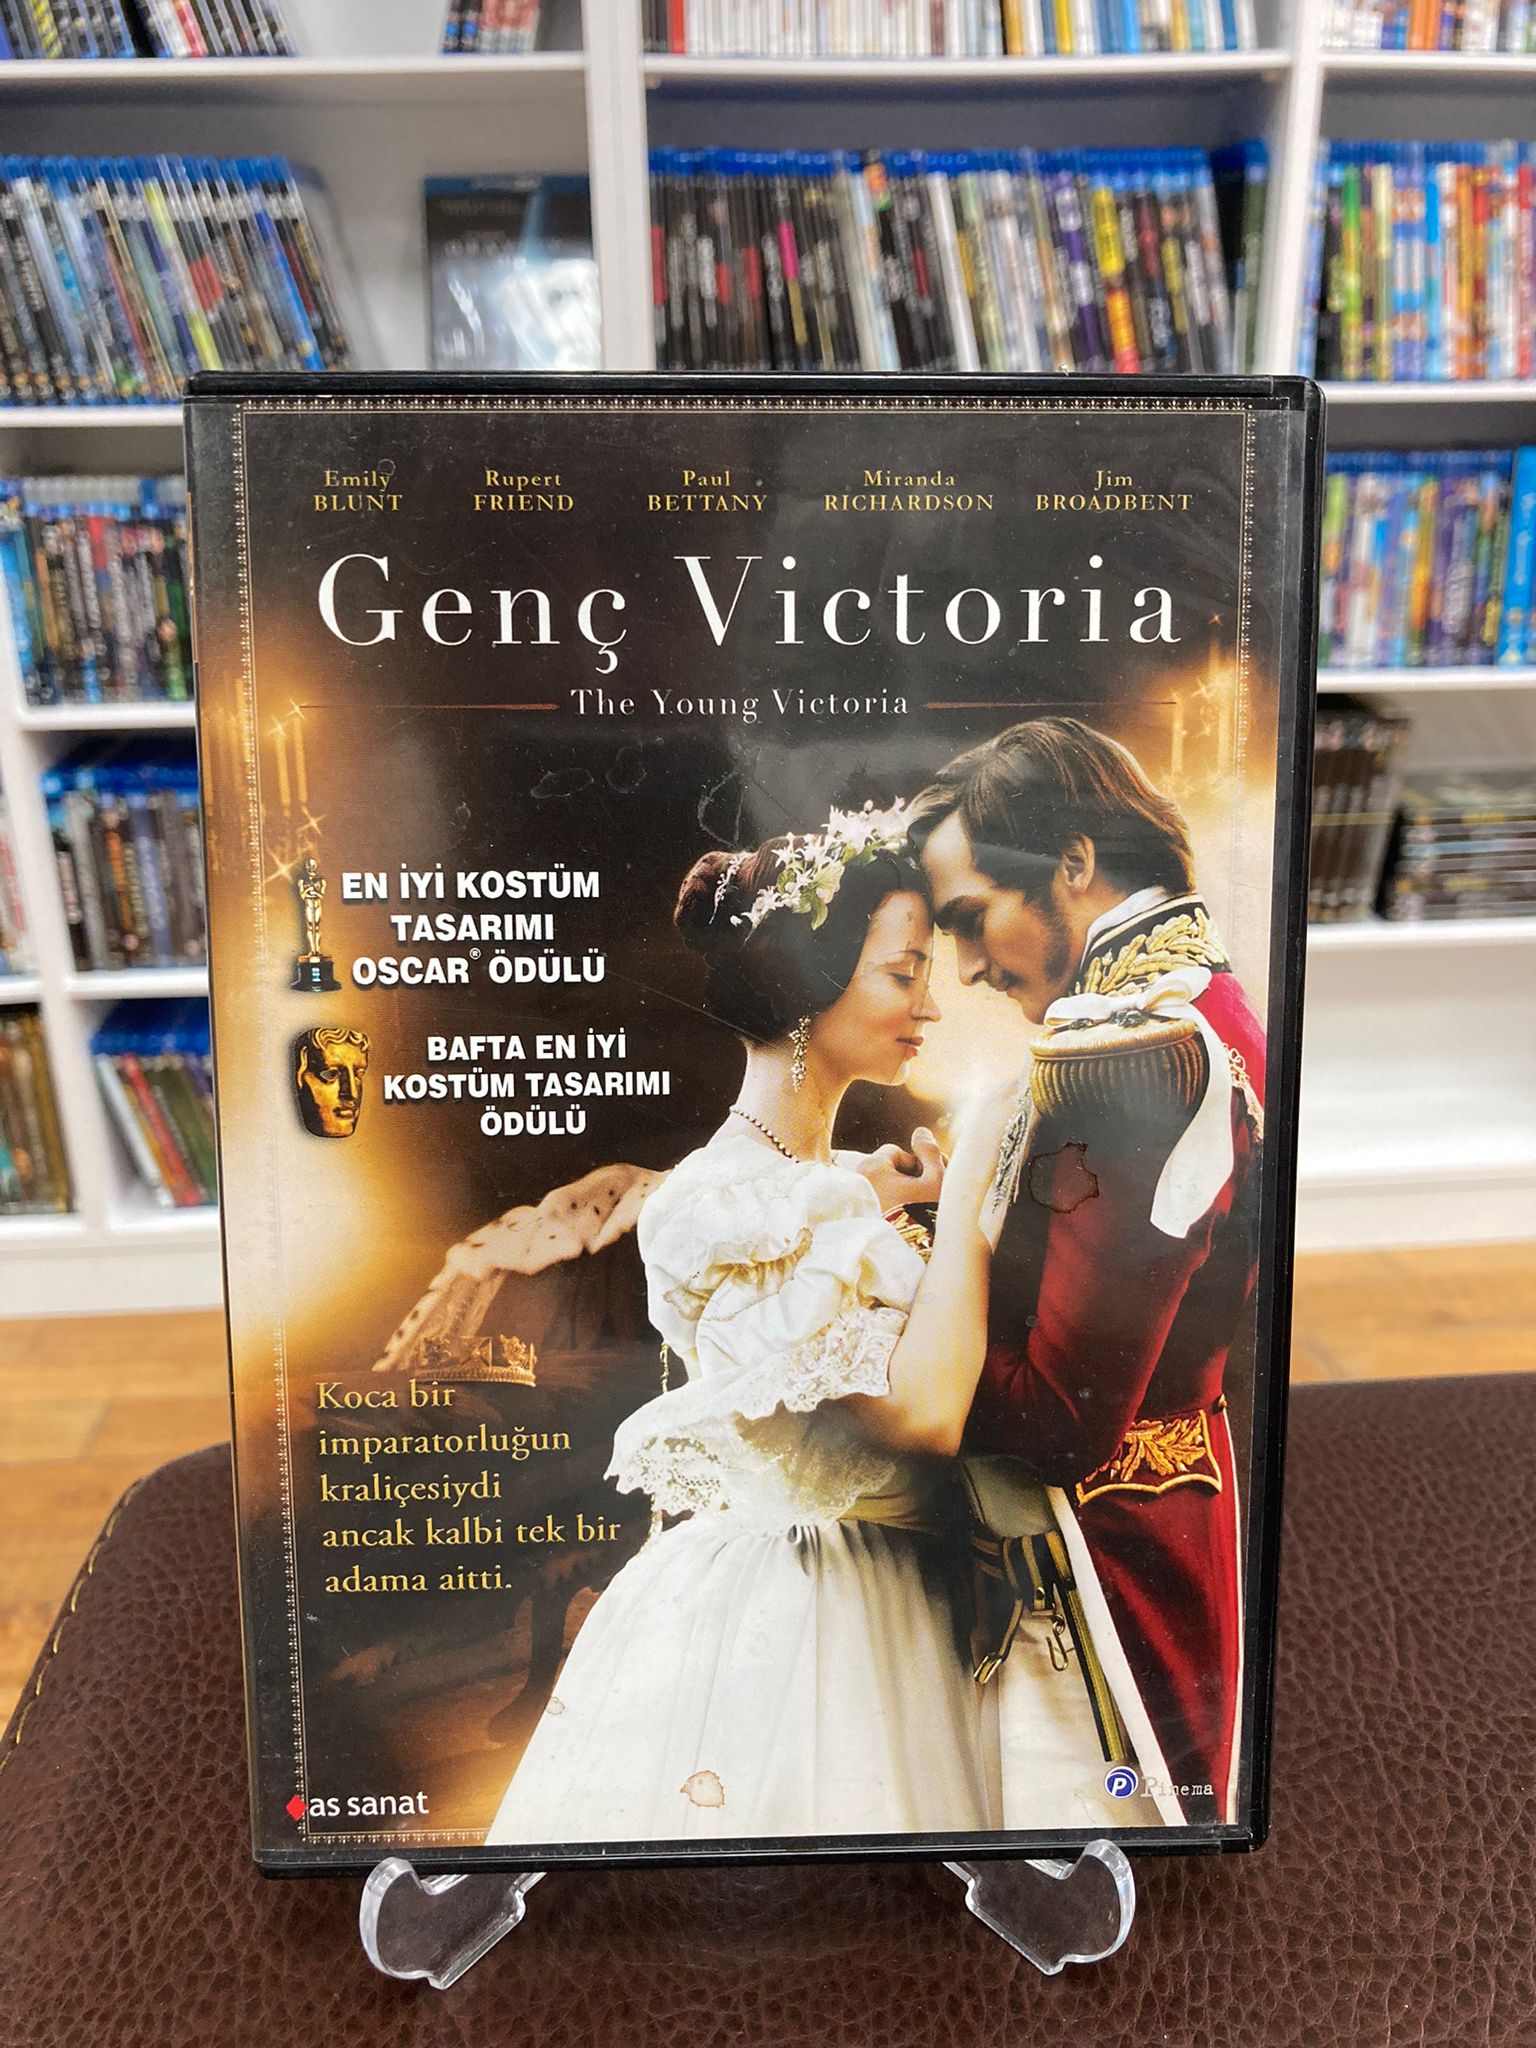 Emily BLUNT
Rupert FRIEND
Paul BETTANY
Miranda RICHARDSON
Jim BROADBENT
Genç Victoria
The Young Victoria
EN İYİ KOSTÜM
TASARIMI
OSCAR® ÖDÜLÜ
BAFTA EN İYİ
KOSTÜM TASARIMI
ÖDÜLÜ
Koca bir
imparatorluğun
kraliçesiydi
ancak kalbi tek bir
adama aitti.
as sanat
P Pinema